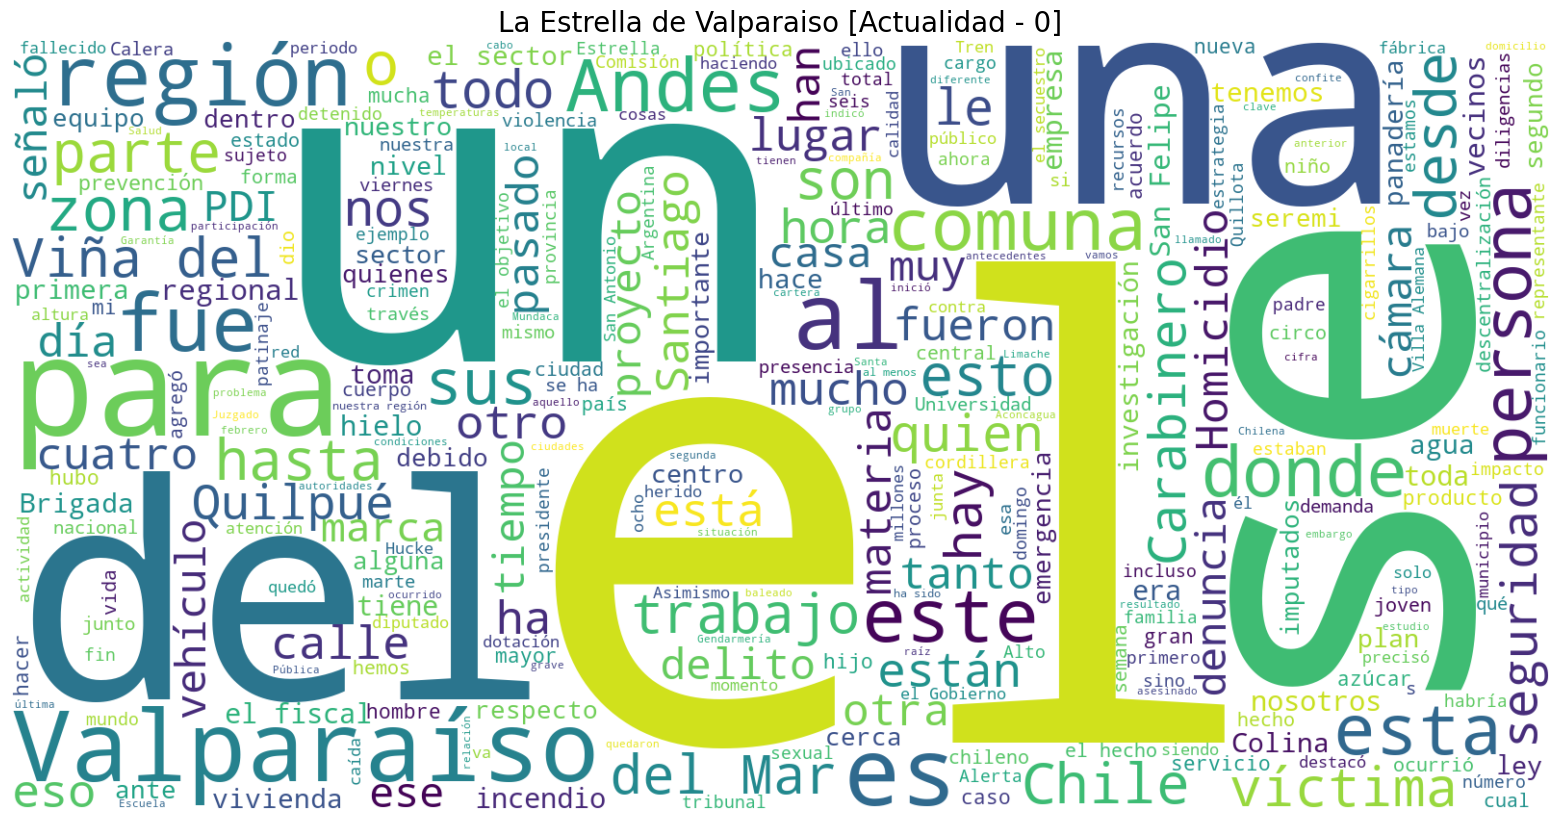 La Estrella de Valparaiso [Actualidad - 0]
fallecido Calera periodo
región o el sector cabo Estrella política
Comisión haciendo
mucha todo Andes han
ello ubicado total cargo Tren nueva fábrica domicilio
diferente seis San indicó
una le empresa
confite tenemos panadería desde vecinos diligencias segundo
señaló equipo dentro detenido temperaturas violencia cosas
Salud estado nuestro nuestra local
parte sujeto forma nivel
prevención viernes
zona PDI nos pasado
participación ejemplo último
Garantía dio sector
un
lugar tienen calidad público ahora si
compañía el secuestro recursos acuerdo
son hora comuna
San Felipe estrategia clave anterior niño estamos
Quillota seremi cigarrillos cámara bajo vez
descentralización representante persona
Viña del quienes
primera regional crimen
altura mi fue través
día patinaje red
el objetivo provincia Mundaca mismo
San Antonio proyecto Argentina Santiago importante
casa hace cartera muy antecedentes vamos llamado
inició al fueron contra
central Limache
presencia Santa al menos esto
mucho grupo Universidad Aconcagua
investigación Carabinero Homicidio
padre circo cifra Villa Alemana
se
funcionario
para sea agregó problema toma cuerpo
Juzgado nuestra región hielo
febrero condiciones
sus ciudad se ha país aquello
otro
cuatro hasta debido tiempo ciudades
hubo autoridades
Brigada Quilpué
nacional atención marca
presidente segunda centro herido ocho está situación
el
materia quien cordillera hay
millones proceso junta esa domingo emergencia
Chilena estaban muerte
donde agua toda impacto
producto
él demanda imputados embargo municipio seguridad
del
actividad vehículo vida junto fin
quedó Hucke alguna marte ocurrido
tiene diputado
calle hemos Pública
ha dotación mayor grave
Asimismo baleado
trabajo Gendarmería
delito raíz hijo
momento
tanto ha sido
este
están Alto
el Gobierno semana
incluso resultado era familia
gran primero sino asesinado
denuncia
solo tipo qué
joven estudio
plan precisó
azúcar s
nosotros habría
hacer última
mundo el fiscal hombre respecto
Valparaíso
caída relación va
eso ante Escuela vivienda ese incendio
quedaron sexual otra
del Mar cerca
tribunal es
chileno Alerta caso
el hecho siendo
Chile servicio
hecho Colina destacó ocurrió esta
víctima número ley cual